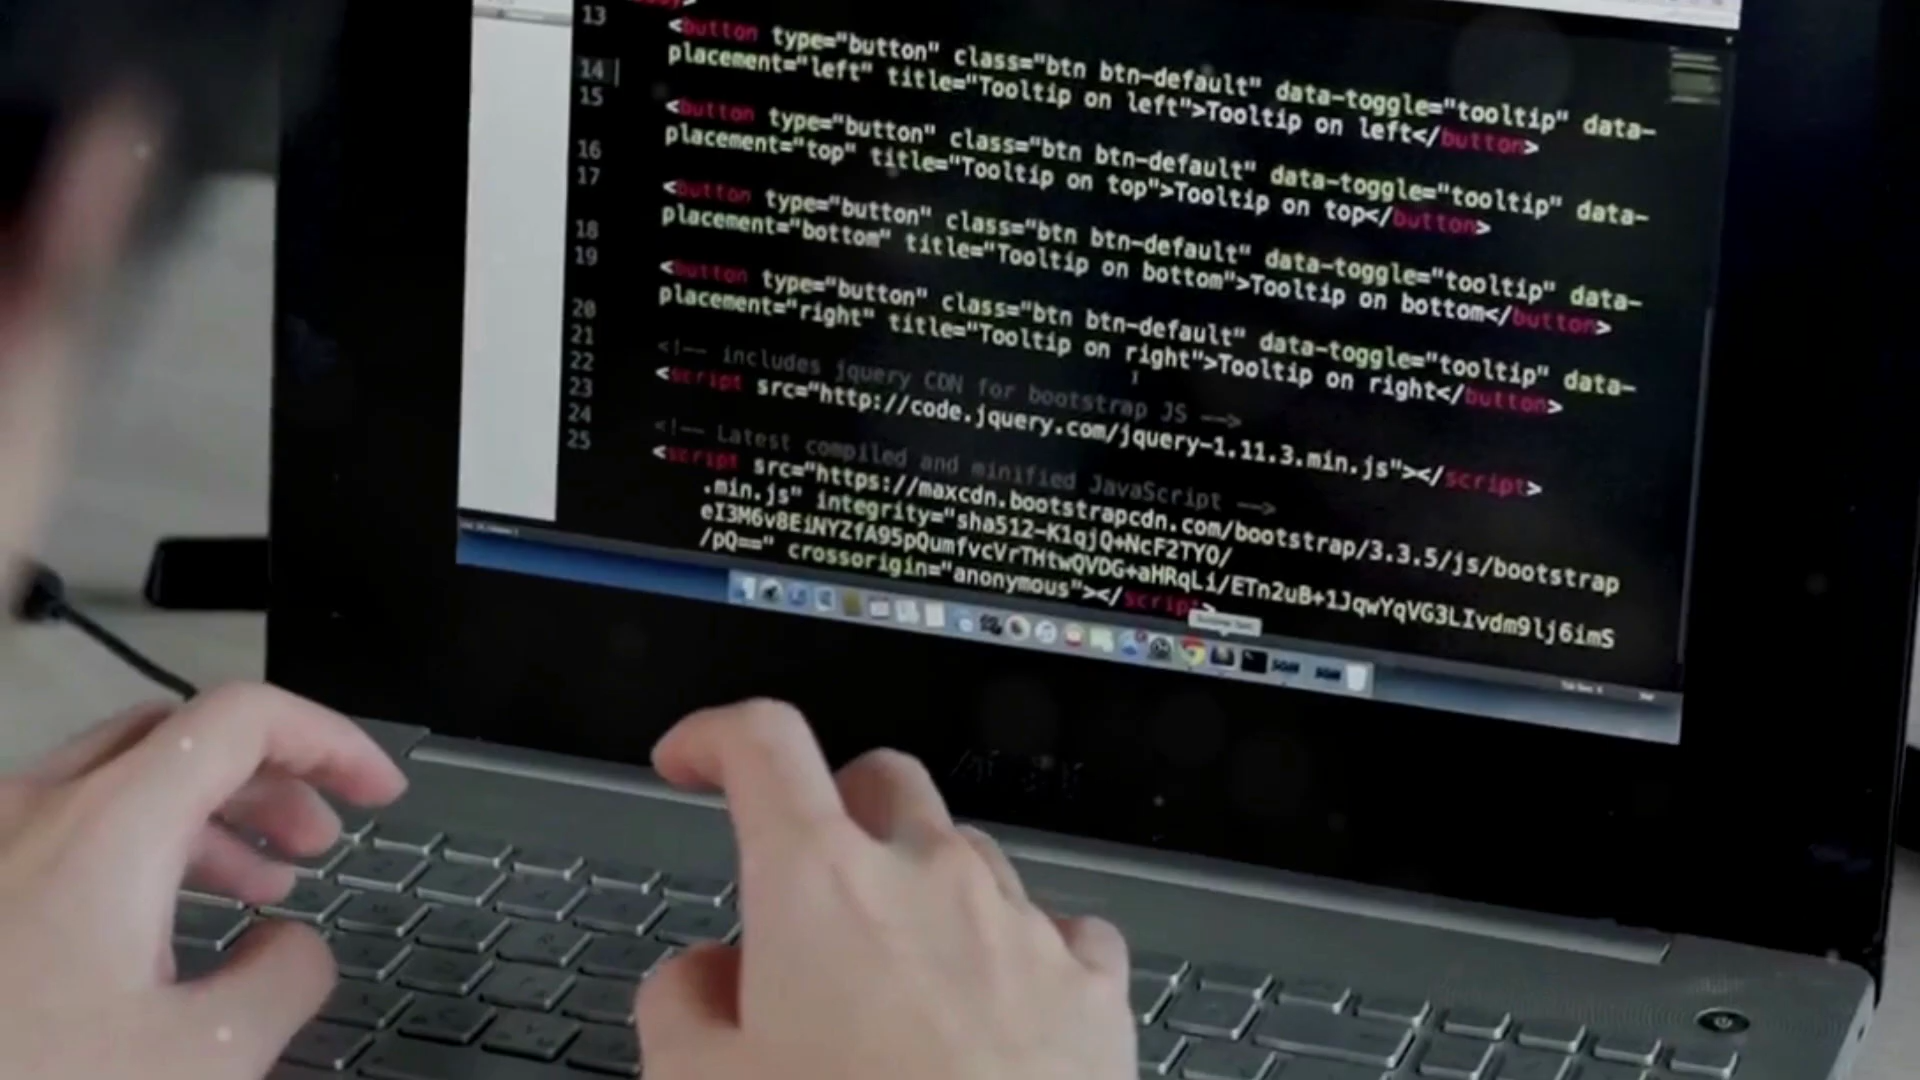 13
<button type="button" class="btn btn-default" data-toggle="tooltip" data-
placement="left" title="Tooltip on left">Tooltip on left</button>
14
15
<button type="button" class="btn btn-default" data-toggle="tooltip" data-
placement="top" title="Tooltip on top">Tooltip on top</button>
16
17
<button type="button" class="btn btn-default" data-toggle="tooltip" data-
placement="bottom" title="Tooltip on bottom">Tooltip on bottom</button>
18
19
<button type="button" class="btn btn-default" data-toggle="tooltip" data-
placement="right" title="Tooltip on right">Tooltip on right</button>
20
21
<!-- includes jquery CDN for bootstrap JS -->
22
<script src="http://code.jquery.com/jquery-1.11.3.min.js"></script>
23
24
<!-- Latest compiled and minified JavaScript -->
25
<script src="https://maxcdn.bootstrapcdn.com/bootstrap/3.3.5/js/bootstrap
.min.js" integrity="sha512-K1qjQ+NcF2TYO/
eI3M6v8EiNYZfA95pQumfvcVrTHtwQVDG+aHRqLi/ETn2uB+1JqwYqVG3LIvdm9lj6imS
/pQ==" crossorigin="anonymous"></script>